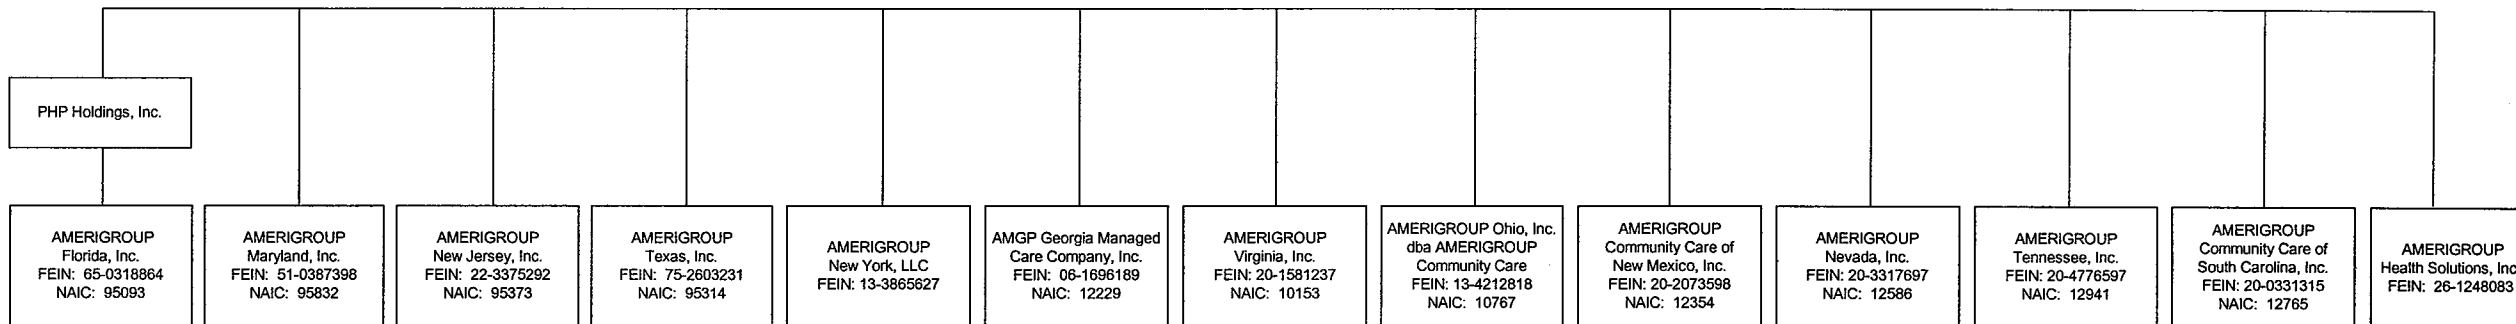 PHP Holdings, Inc.
AMERIGROUP
Florida, Inc.
FEIN: 65-0318864
NAIC: 95093
AMERIGROUP
Maryland, Inc.
FEIN: 51-0387398
NAIC: 95832
AMERIGROUP
New Jersey, Inc.
FEIN: 22-3375292
NAIC: 95373
AMERIGROUP
Texas, Inc.
FEIN: 75-2603231
NAIC: 95314
AMERIGROUP
New York, LLC
FEIN: 13-3865627
AMGP Georgia Managed
Care Company, Inc.
FEIN: 06-1696189
NAIC: 12229
AMERIGROUP
Virginia, Inc.
FEIN: 20-1581237
NAIC: 10153
AMERIGROUP Ohio, Inc.
dba AMERIGROUP
Community Care
FEIN: 13-4212818
NAIC: 10767
AMERIGROUP
Community Care of
New Mexico, Inc.
FEIN: 20-2073598
NAIC: 12354
AMERIGROUP
Nevada, Inc.
FEIN: 20-3317697
NAIC: 12586
AMERIGROUP
Tennessee, Inc.
FEIN: 20-4776597
NAIC: 12941
AMERIGROUP
Community Care of
South Carolina, Inc.
FEIN: 20-0331315
NAIC: 12765
AMERIGROUP
Health Solutions, Inc
FEIN: 26-1248083